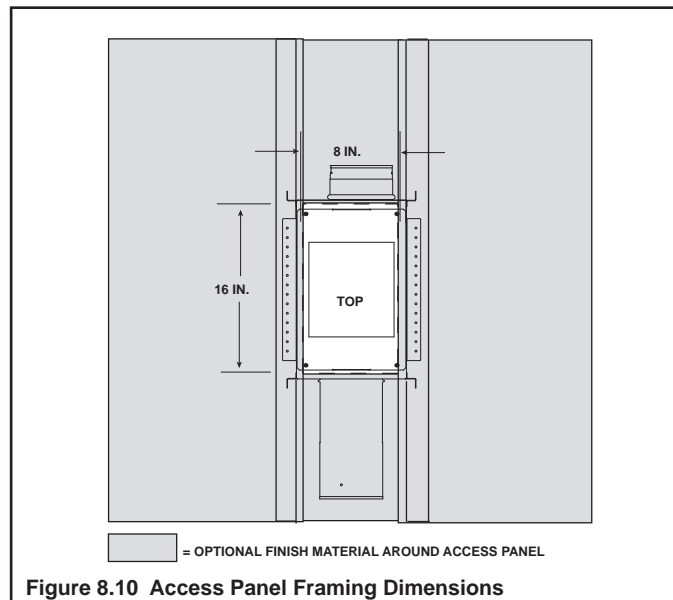 8 IN.
16 IN.
TOP
= OPTIONAL FINISH MATERIAL AROUND ACCESS PANEL
Figure 8.10 Access Panel Framing Dimensions